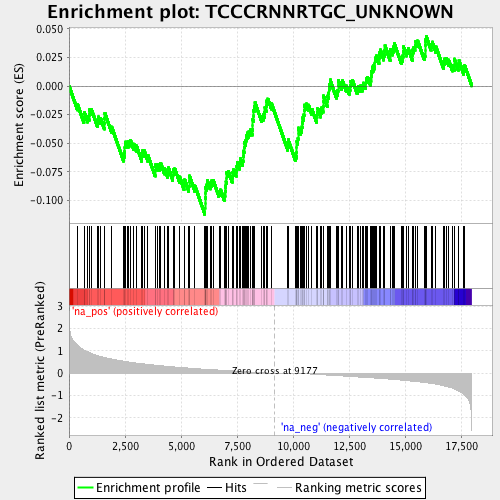 Enrichment plot: TCCCRNNRTGC_UNKNOWN
Enrichment score (ES)
0.050
0.025
0.000
-0.025
-0.050
-0.075
-0.100
'na_pos' (positively correlated)
Ranked list metric (PreRanked)
3
2
1
0
-1
-2
Zero cross at 9177
'na_neg' (negatively correlated)
0
2,500
5,000
7,500
10,000
12,500
15,000
17,500
Rank in Ordered Dataset
Enrichment profile
Hits
Ranking metric scores